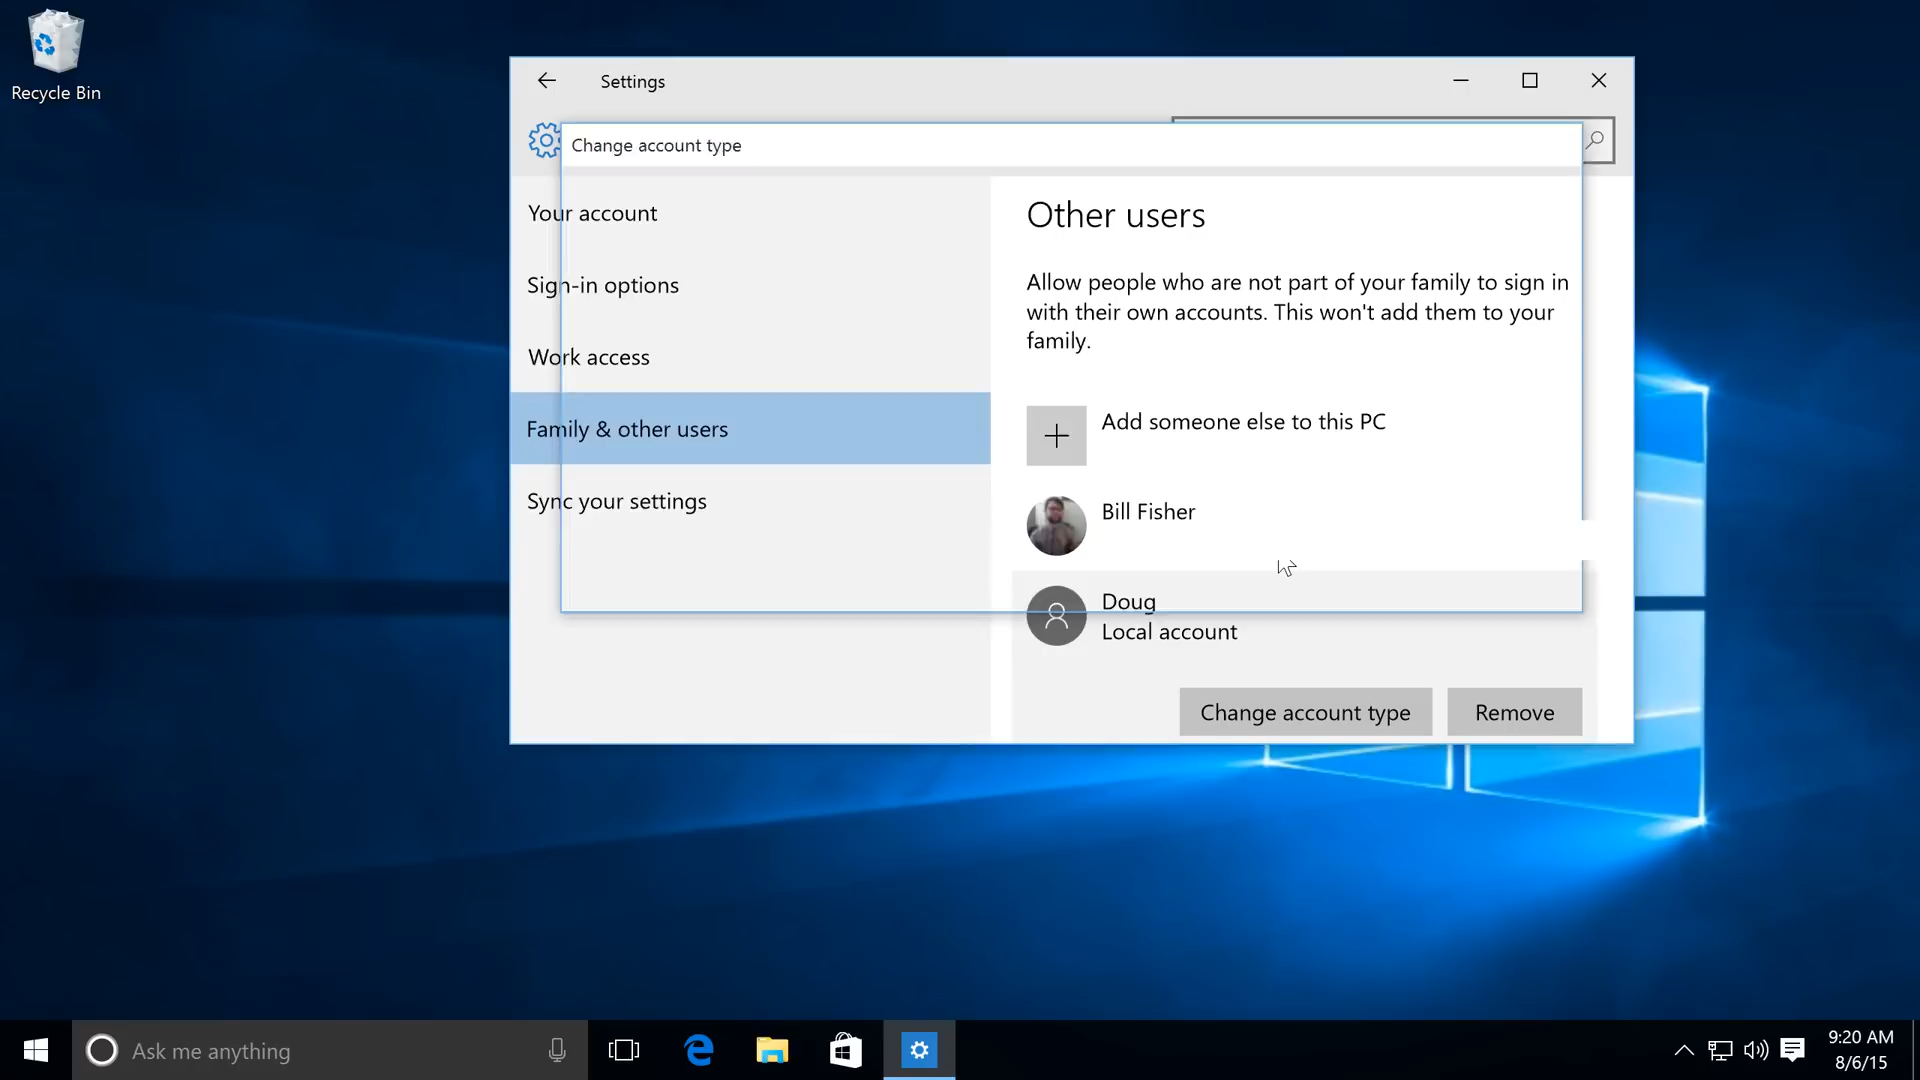 Recycle Bin
Settings
Change account type
Your account
Sign-in options
Work access
Family & other users
Sync your settings
Other users
Allow people who are not part of your family to sign in
with their own accounts. This won't add them to your
family.
Add someone else to this PC
Bill Fisher
Doug
Local account
Change account type
Remove
Ask me anything
9:20 AM
8/6/15